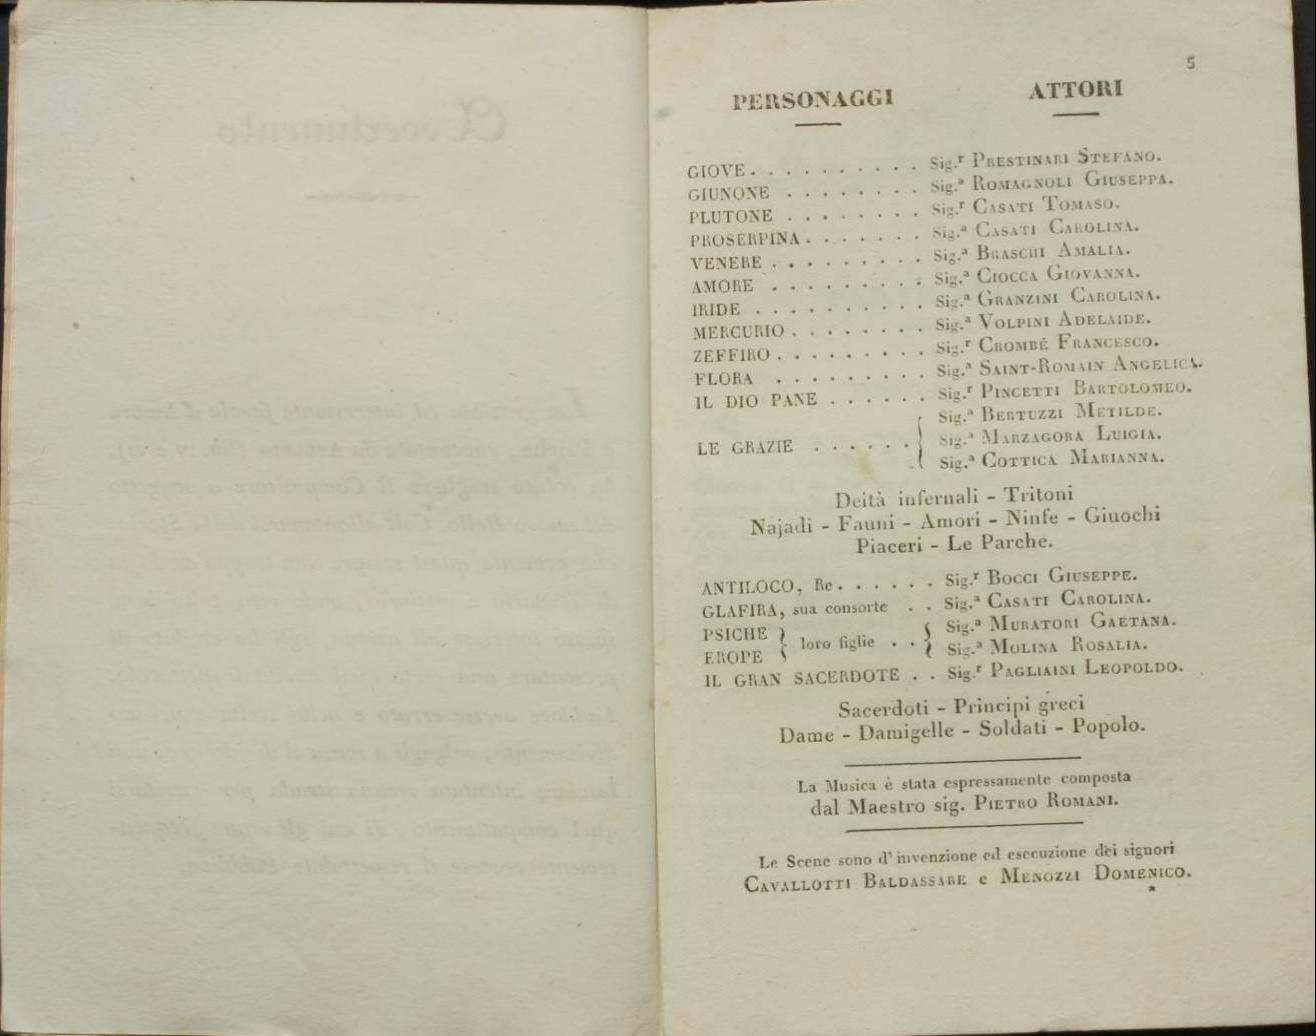 5
PERSONAGGI ATTORI
GIOVE . . . . . . . . . . Sig.r PRESTINARI STEFANO.
GIUNONE . . . . . . . . Sig.a ROMAGNOLI GIUSEPPA.
PLUTONE . . . . . . . . Sig.r CASATI TOMASO.
PROSERPINA . . . . . . . Sig.a CASATI CAROLINA.
VENERE . . . . . . . . . Sig.a BRASCHI AMALIA.
AMORE . . . . . . . . . Sig.a CIOCCA GIOVANNA.
IRIDE . . . . . . . . . . Sig.a GRANZINI CAROLINA.
MERCURIO . . . . . . . . Sig.a VOLPINI ADELAIDE.
ZEFFIRO . . . . . . . . . Sig.r CROMBÉ FRANCESCO.
FLORA . . . . . . . . . Sig.a SAINT-ROMAIN ANGELICA.
IL DIO PANE . . . . . . Sig.r PINCETTI BARTOLOMEO.
Sig.a BERTUZZI METILDE.
LE GRAZIE . . . . . . Sig.a MARZAGORA LUIGIA.
Sig.a COTTICA MARIANNA.
Deità infernali - Tritoni
Najadi - Fauni - Amori - Ninfe - Giuochi
Piaceri - Le Parche.
ANTILOCO, Re . . . . . . Sig.r BOCCI GIUSEPPE.
GLAFIRA, sua consorte . . Sig.a CASATI CAROLINA.
PSICHE } loro figlie . . { Sig.a MURATORI GAETANA.
EROPE Sig.a MOLINA ROSALIA.
IL GRAN SACERDOTE . . Sig.r PAGLIAINI LEOPOLDO.
Sacerdoti - Principi greci
Dame - Damigelle - Soldati - Popolo.
La Musica è stata espressamente composta
dal Maestro sig. PIETRO ROMANI.
Le Scene sono d'invenzione ed esecuzione dei signori
CAVALLOTTI BALDASSARE e MENOZZI DOMENICO.
*